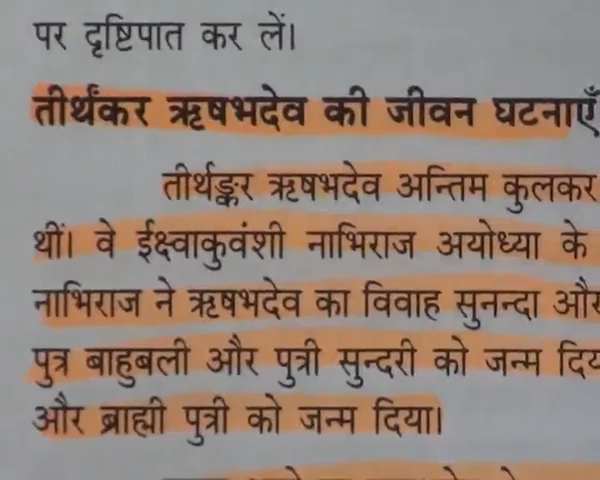 पर दृष्टिपात कर लें।
तीर्थंकर ऋषभदेव की जीवन घटनाएँ
तीर्थङ्कर ऋषभदेव अन्तिम कुलकर
थीं। वे ईक्ष्वाकुवंशी नाभिराज अयोध्या के
नाभिराज ने ऋषभदेव का विवाह सुनन्दा और
पुत्र बाहुबली और पुत्री सुन्दरी को जन्म दिय
और ब्राह्मी पुत्री को जन्म दिया।